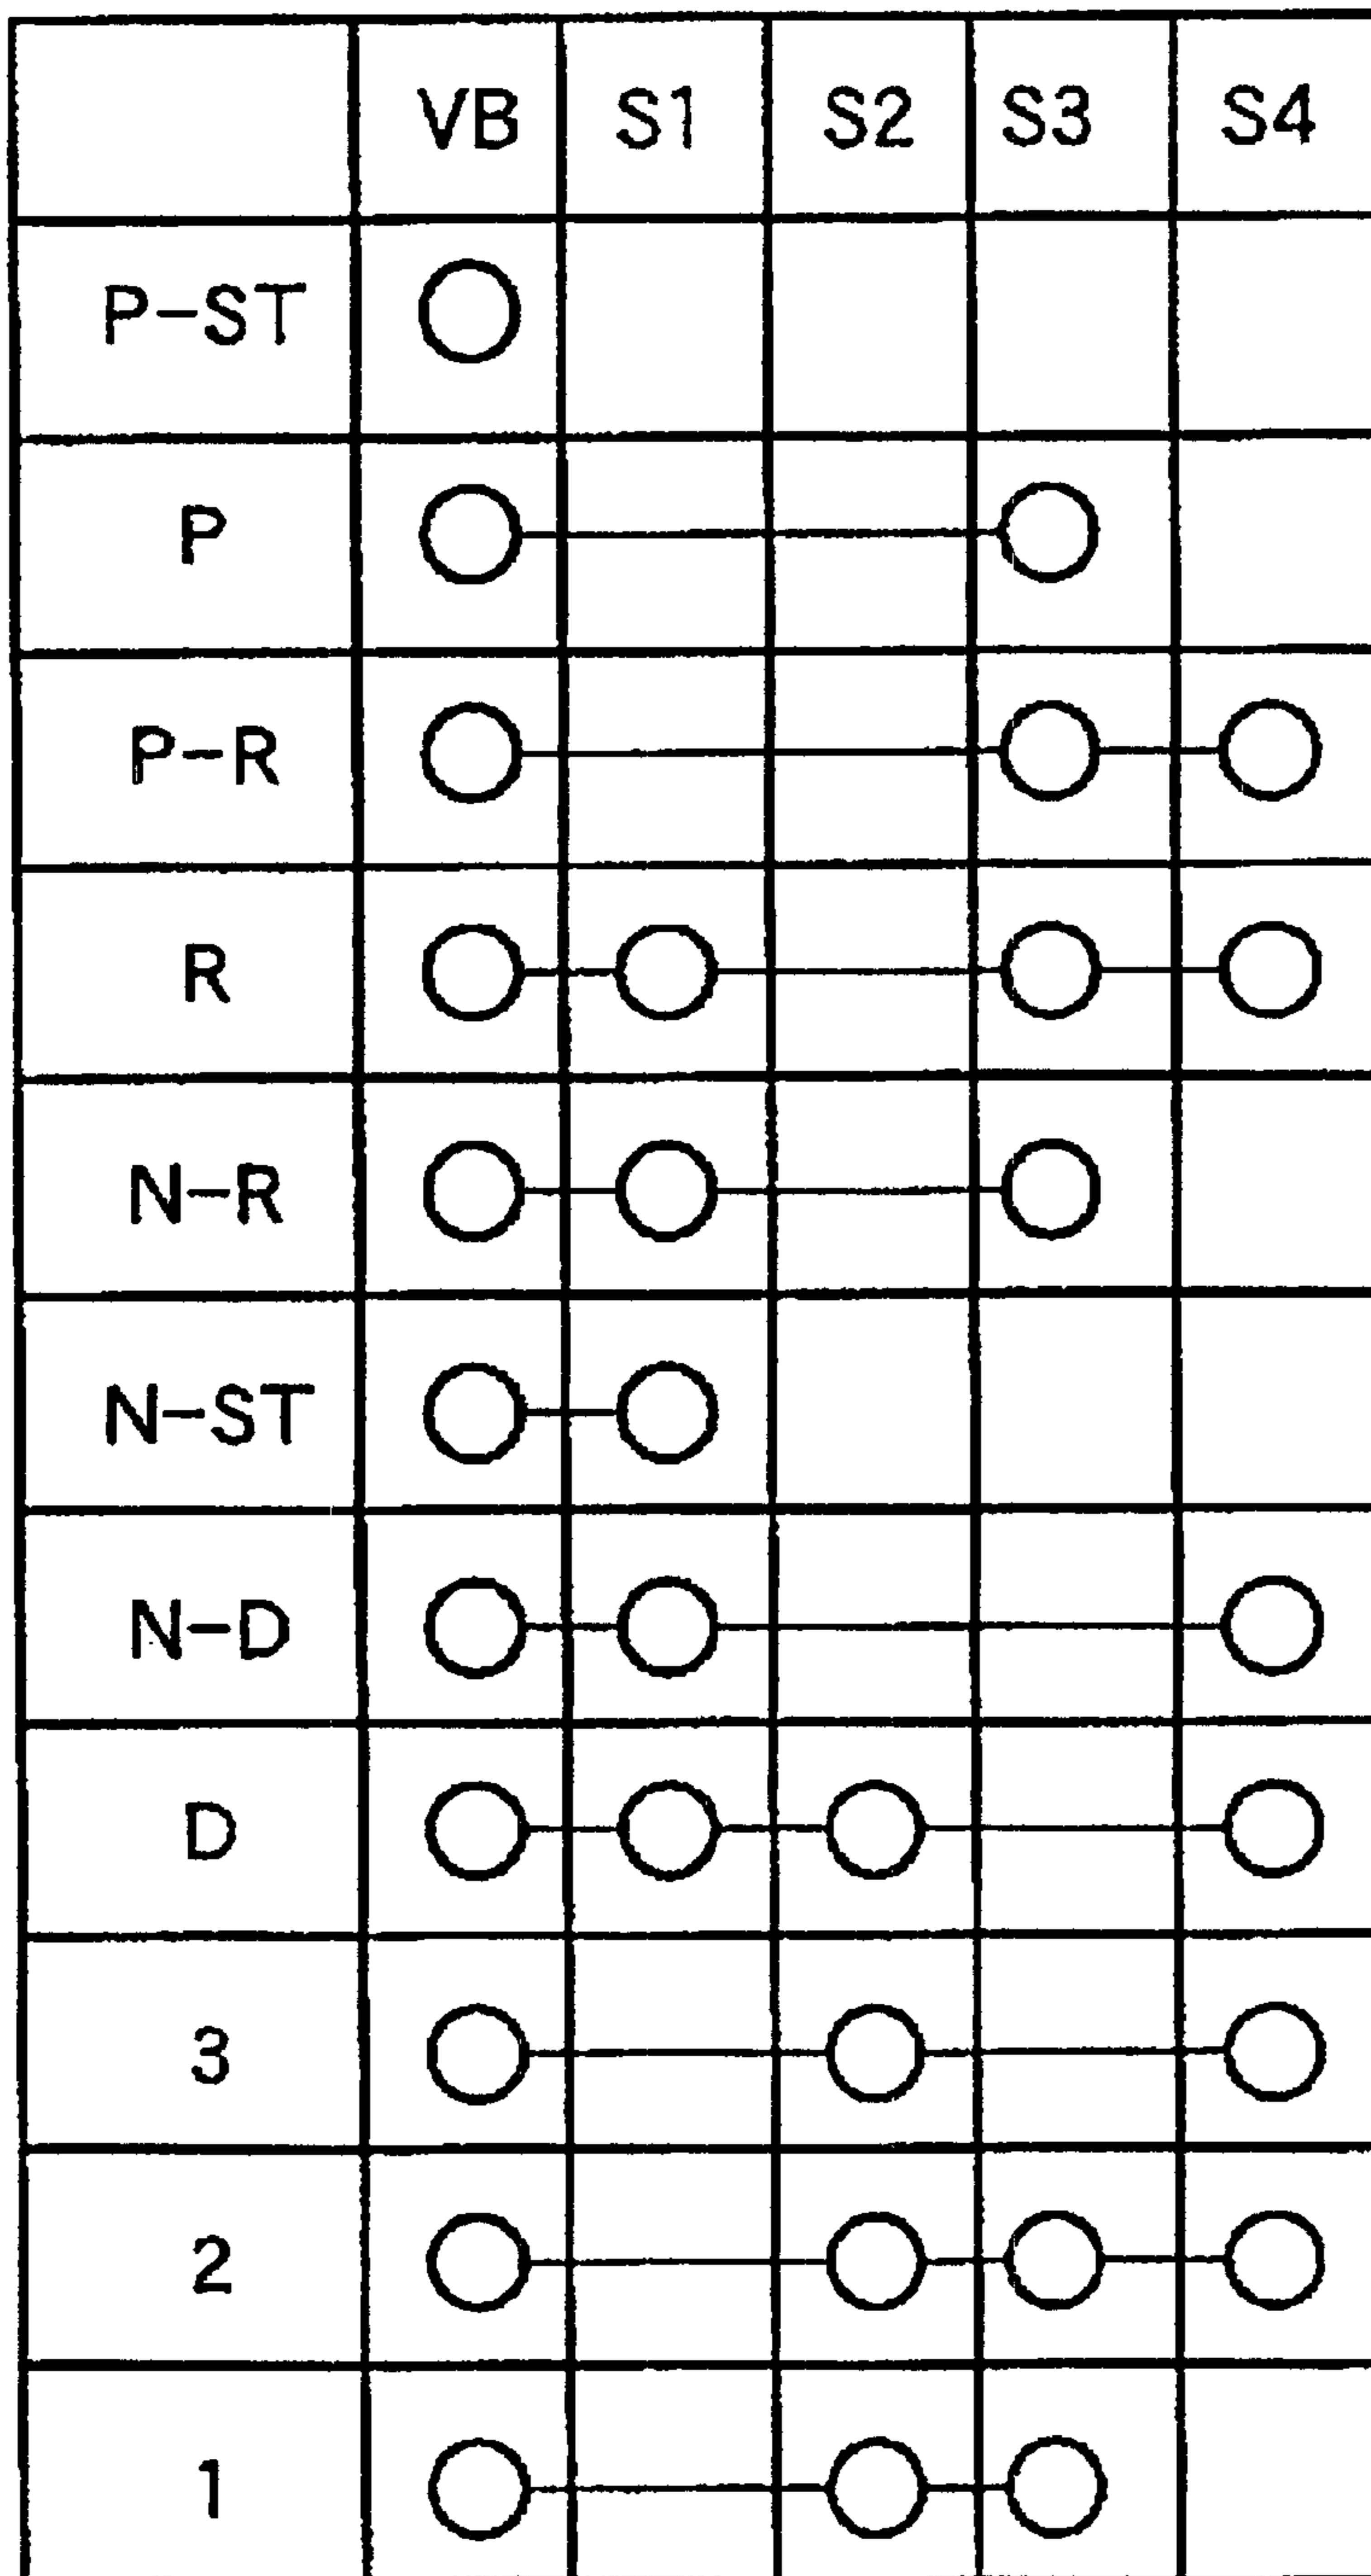 VB S1 S2 S3 S4
P-ST
P
P-R
R
N-R
N-ST
N-D
D
3
2
1